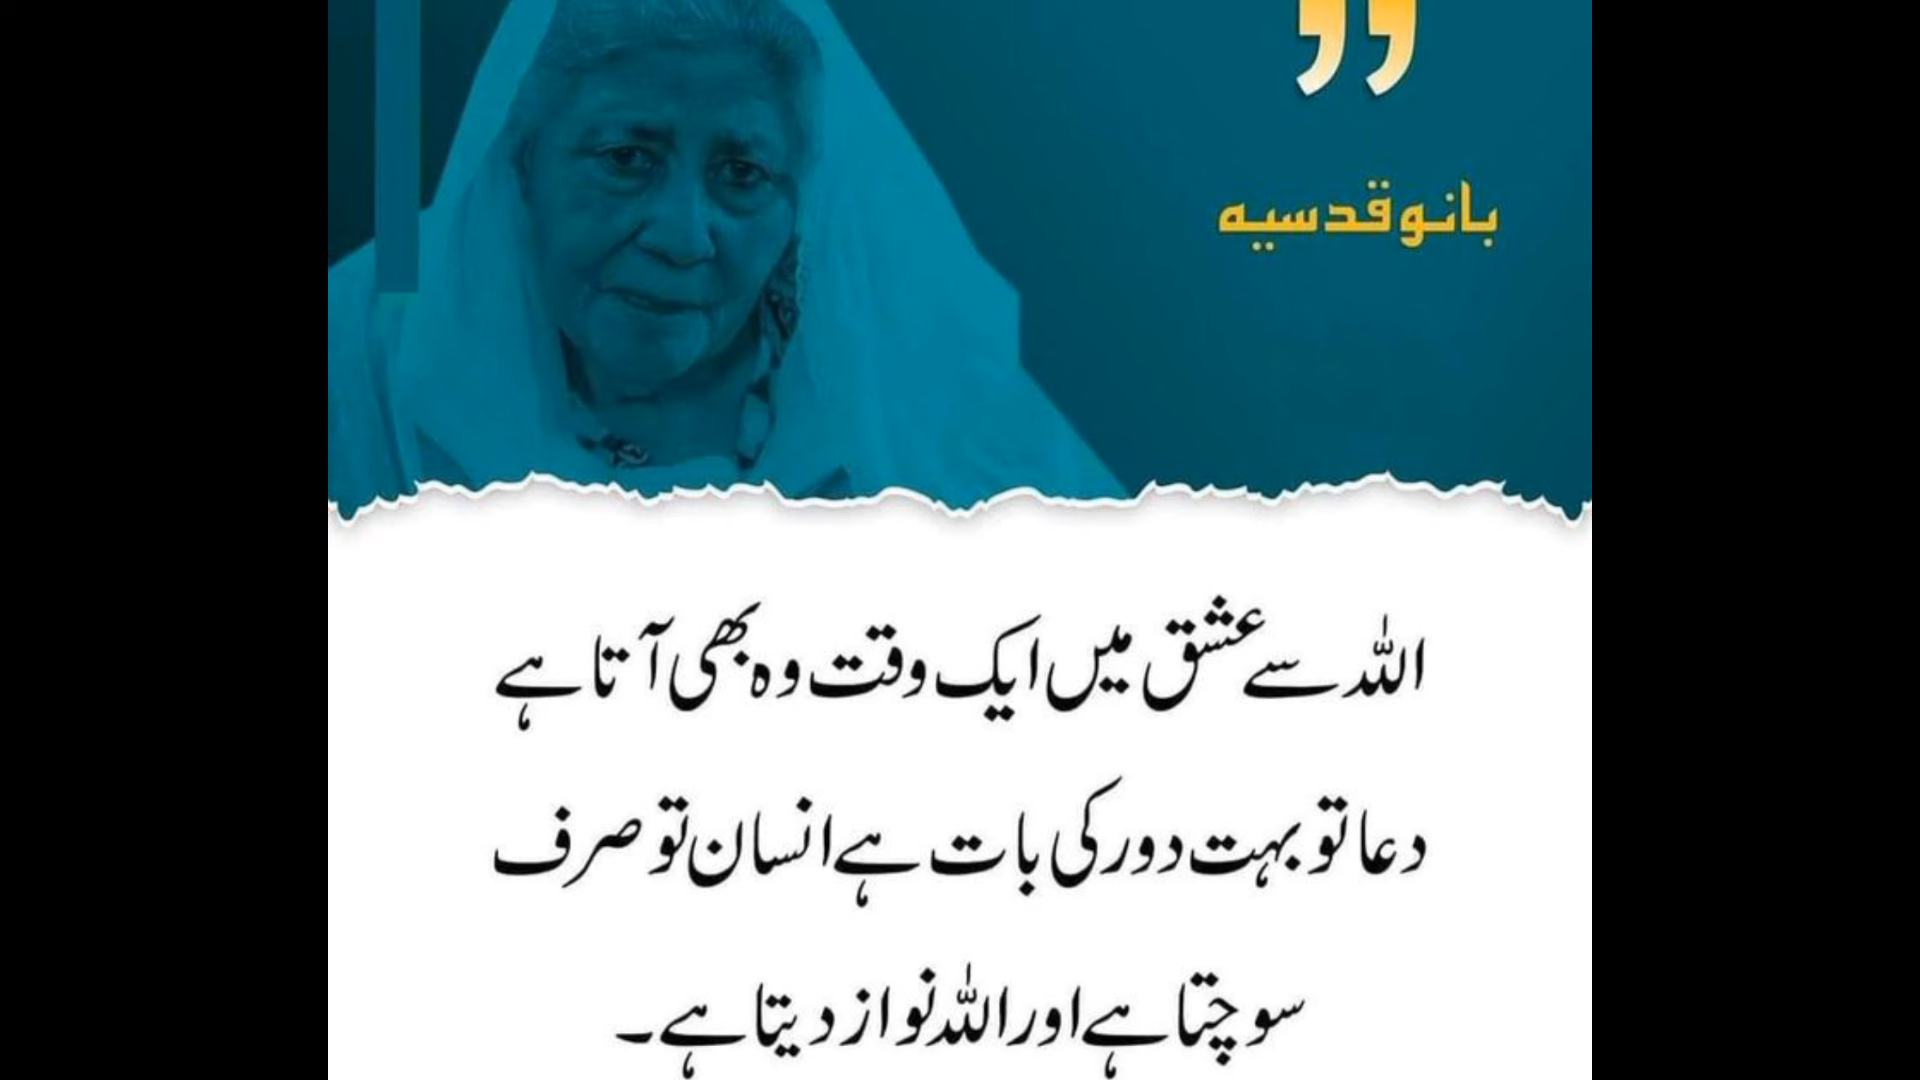 بانو قدسیہ
اللہ سے عشق میں ایک وقت وہ بھی آتا ہے
دعا تو بہت دور کی بات ہے انسان تو صرف
سوچتا ہے اور اللہ نواز دیتا ہے۔